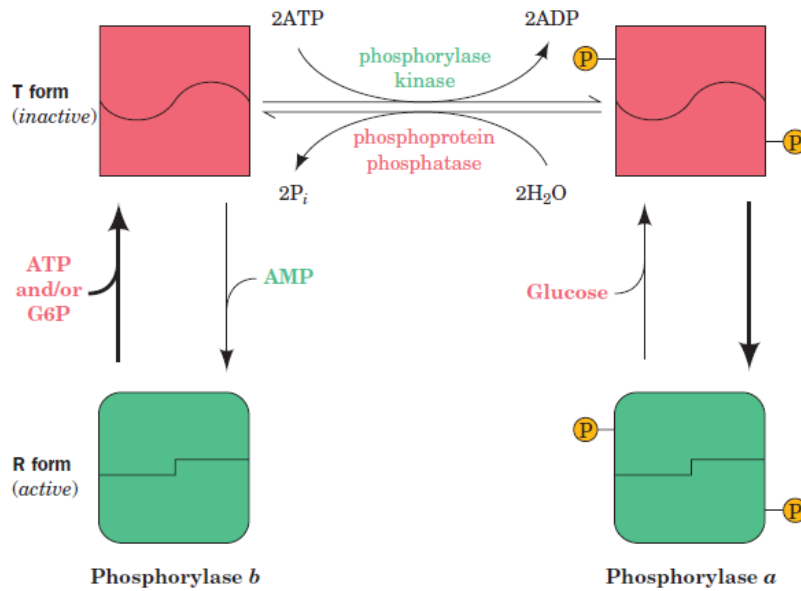 2ATP
2ADP
phosphorylase
kinase
P
T form
(inactive)
phosphoprotein
phosphatase
P
2Pi
2H2O
ATP
and/or
G6P
AMP
Glucose
P
R form
(active)
P
Phosphorylase b
Phosphorylase a